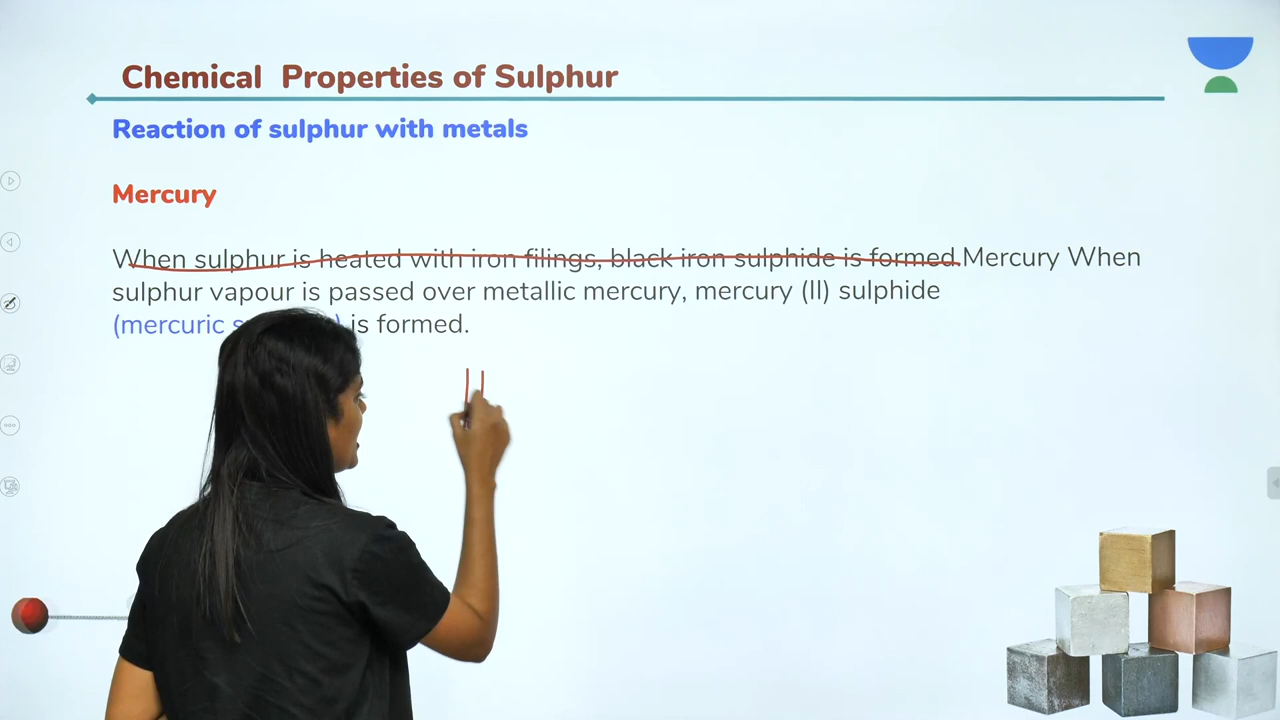 Chemical Properties of Sulphur
Reaction of sulphur with metals
Mercury
When sulphur is heated with iron filings, black iron sulphide is formed.Mercury When
sulphur vapour is passed over metallic mercury, mercury (II) sulphide
(mercuric is formed.